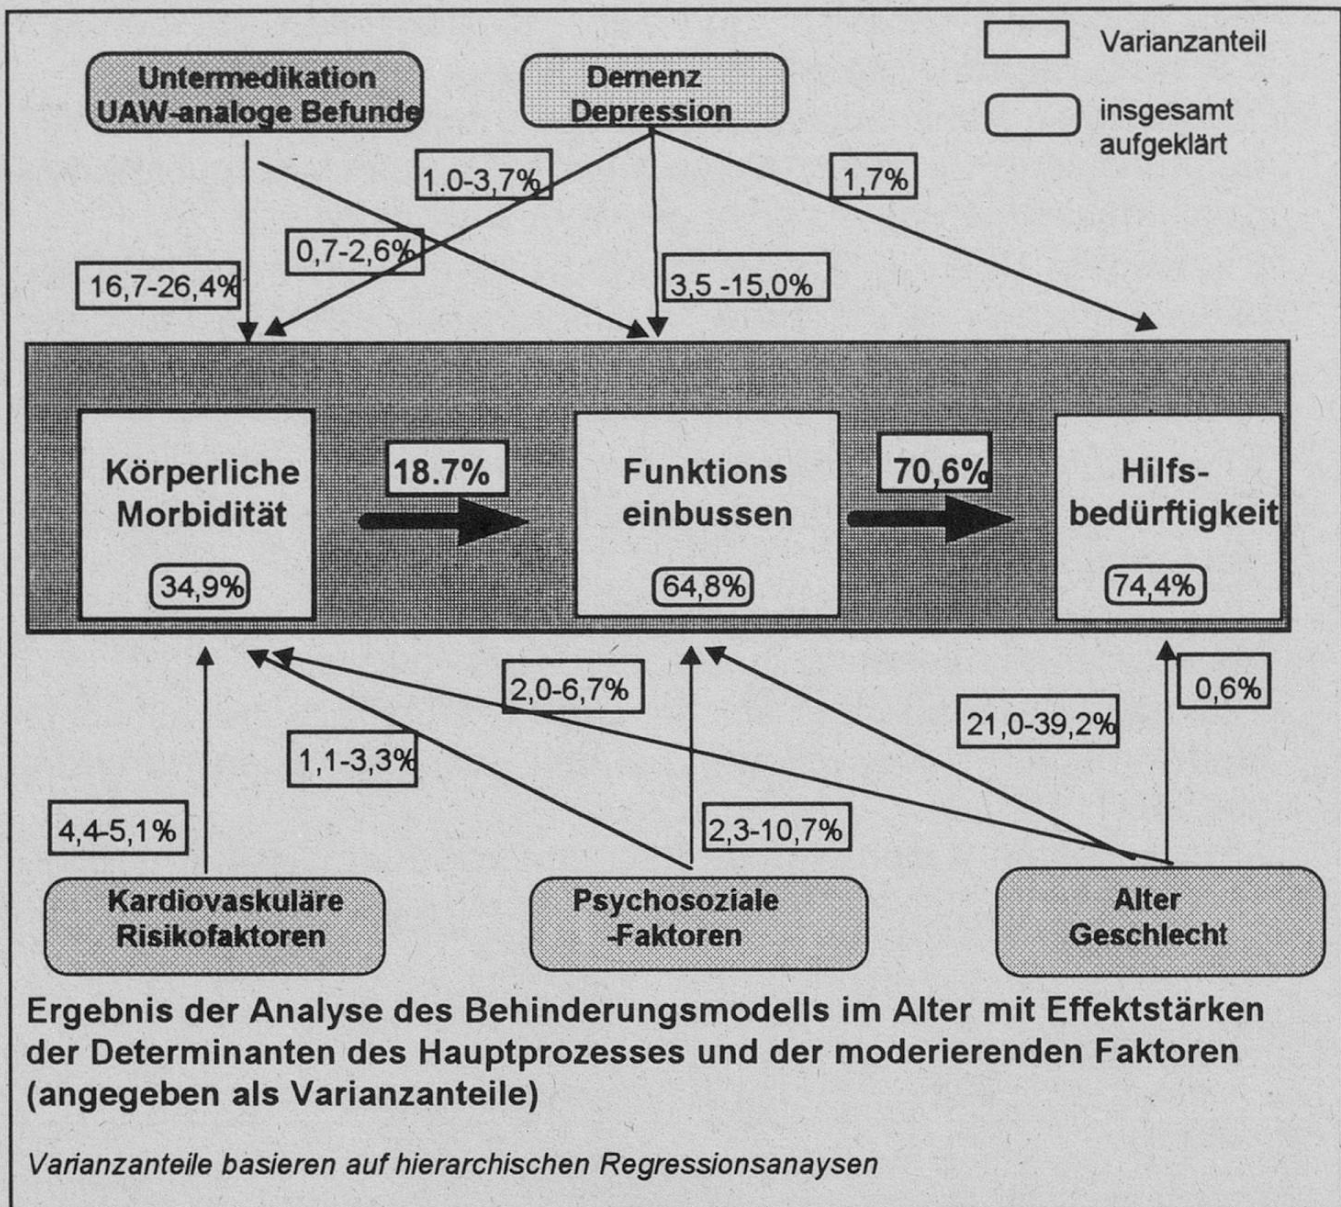 Varianzanteil
insgesamt
aufgeklärt
Untermedikation
UAW-analoge Befunde
Demenz
Depression
1.0-3,7%
1,7%
0,7-2,6%
16,7-26,4%
3,5 -15,0%
Körperliche
Morbidität
34,9%
18.7%
Funktions
einbussen
64,8%
70,6%
Hilfs-
bedürftigkeit
74,4%
2,0-6,7%
0,6%
21,0-39,2%
1,1-3,3%
4,4-5,1%
2,3-10,7%
Kardiovaskuläre
Risikofaktoren
Psychosoziale
-Faktoren
Alter
Geschlecht
Ergebnis der Analyse des Behinderungsmodells im Alter mit Effektstärken
der Determinanten des Hauptprozesses und der moderierenden Faktoren
(angegeben als Varianzanteile)
Varianzanteile basieren auf hierarchischen Regressionsanaysen